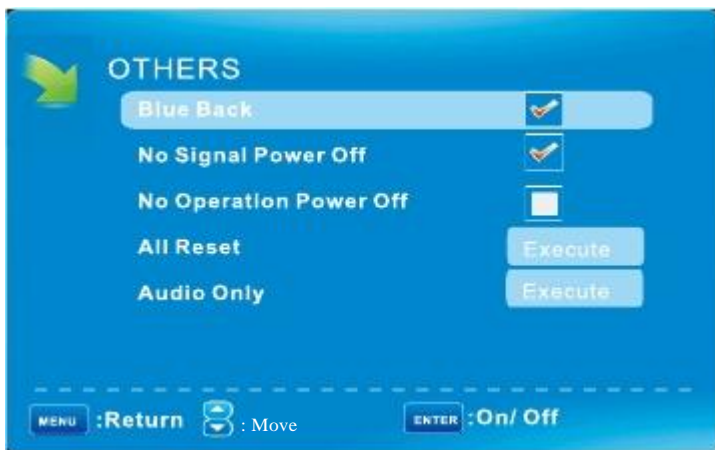 OTHERS
Blue Back
No Signal Power Off
No Operation Power Off
All Reset Execute
Audio Only Execute
MENU :Return : Move ENTER :On/ Off